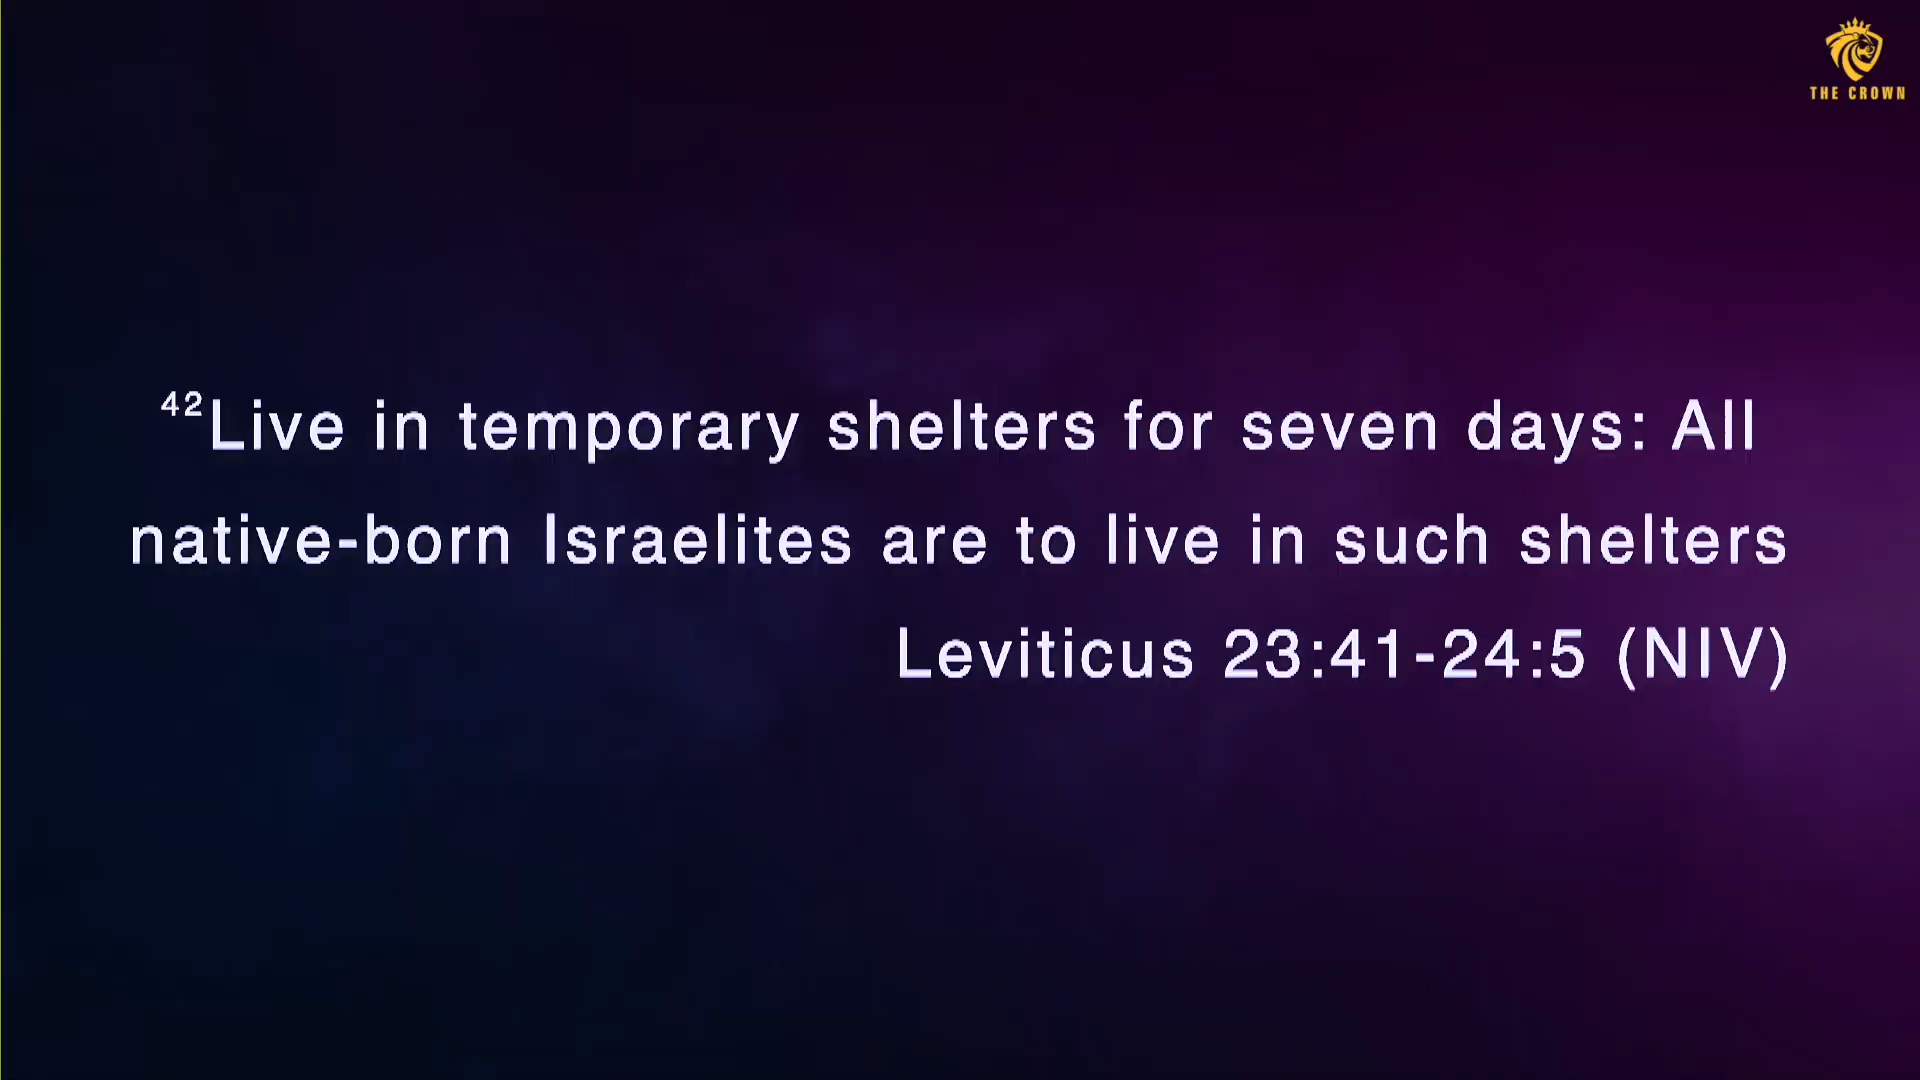 THE CROWN
⁴²Live in temporary shelters for seven days: All
native-born Israelites are to live in such shelters
Leviticus 23:41-24:5 (NIV)